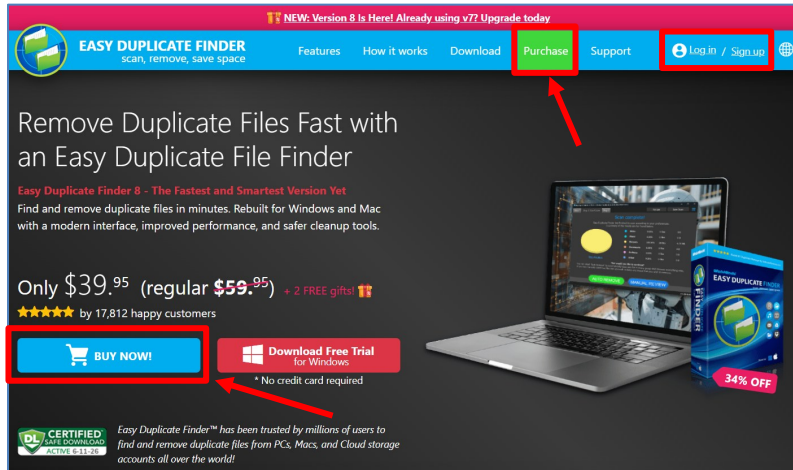 NEW: Version 8 Is Here! Already using v7? Upgrade today
EASY DUPLICATE FINDER
scan, remove, save space
Features
How it works
Download
Purchase
Support
Log in / Sign up
Remove Duplicate Files Fast with
an Easy Duplicate File Finder
Easy Duplicate Finder 8 - The Fastest and Smartest Version Yet
Find and remove duplicate files in minutes. Rebuilt for Windows and Mac
with a modern interface, improved performance, and safer cleanup tools.
Only $39.95 (regular $59.95) + 2 FREE gifts!
by 17,812 happy customers
BUY NOW!
Download Free Trial
for Windows
* No credit card required
EASY DUPLICATE FINDER
FINDER
MANUAL REVIEW
34% OFF
DL CERTIFIED
SAFE DOWNLOAD
ACTIVE 6-11-26
Easy Duplicate Finder™ has been trusted by millions of users to
find and remove duplicate files from PCs, Macs, and Cloud storage
accounts all over the world!